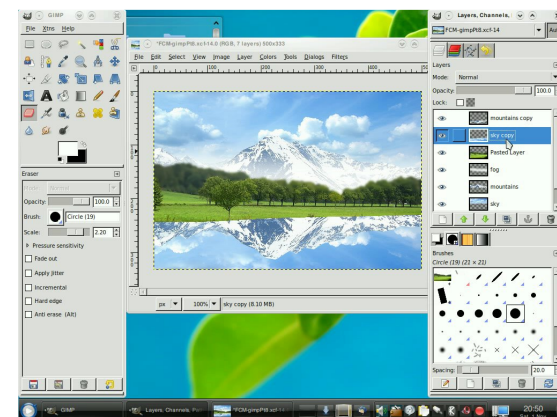 GIMP
File Xtns Help
Eraser
Mode: Normal
Opacity: 100.0
Brush: Circle (19)
Scale: 2.20
Pressure sensitivity
Fade out
Apply Jitter
Incremental
Hard edge
Anti erase (Alt)
*FCM-gimpPt8.xcf-14.0 (RGB, 7 layers) 500x333
File Edit Select View Image Layer Colors Tools Dialogs Filters
px 100% sky copy (8.10 MB)
Layers, Channels,
FCM-gimpPt8.xcf-14
Layers
Mode: Normal
Opacity: 100.0
Lock:
mountains copy
sky copy
Pasted Layer
fog
mountains
sky
Brushes
Circle (19) (21 × 21)
Spacing: 20.0
GIMP
Layers, Channels,
*FCM-gimpPt8.xcf-14
20:50